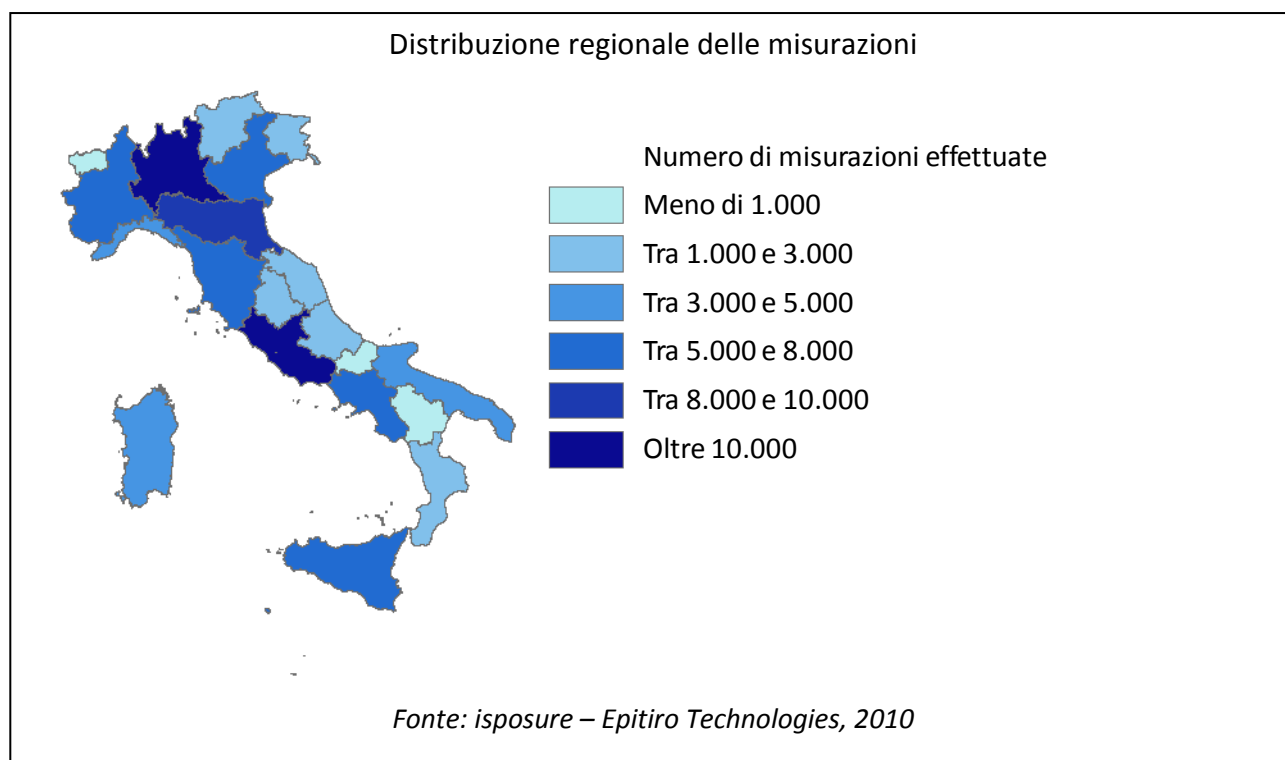 Distribuzione regionale delle misurazioni
Numero di misurazioni effettuate
Meno di 1.000
Tra 1.000 e 3.000
Tra 3.000 e 5.000
Tra 5.000 e 8.000
Tra 8.000 e 10.000
Oltre 10.000
Fonte: isposure – Epitiro Technologies, 2010